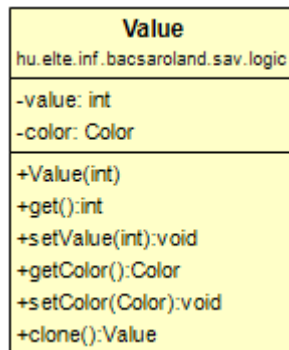 Value
hu.elte.inf.bacsaroland.sav.logic
-value: int
-color: Color
+Value(int)
+get():int
+setValue(int):void
+getColor():Color
+setColor(Color):void
+clone():Value